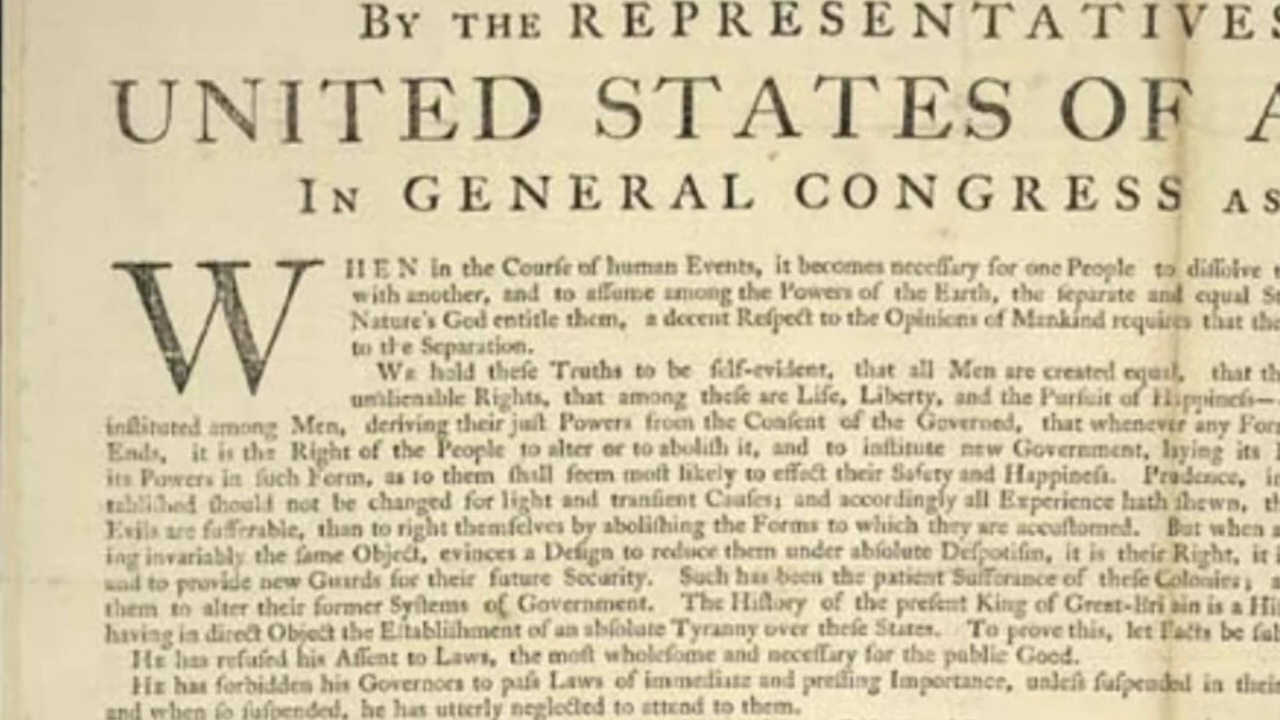 By the REPRESENTATIVES
UNITED STATES OF A
In GENERAL CONGRESS AS
WHEN in the Courſe of human Events, it becomes neceſſary for one People to diſſolve
with another, and to aſſume among the Powers of the Earth, the ſeparate and equal
Nature's God entitle them, a decent Reſpect to the Opinions of Mankind requires that the
to the Separation.
We hold theſe Truths to be ſelf-evident, that all Men are created equal, that
unalienable Rights, that among theſe are Life, Liberty, and the Purſuit of Happineſs—
inſtituted among Men, deriving their juſt Powers from the Conſent of the Governed, that whenever any For
Ends, it is the Right of the People to alter or to aboliſh it, and to inſtitute new Government, laying its
its Powers in ſuch Form, as to them ſhall ſeem moſt likely to effect their Safety and Happineſs. Prudence, in
tabliſhed ſhould not be changed for light and tranſient Cauſes; and accordingly all Experience hath ſhewn, th
Evils are ſufferable, than to right themſelves by aboliſhing the Forms to which they are accuſtomed. But when a
ing invariably the ſame Object, evinces a Deſign to reduce them under abſolute Deſpotiſm, it is their Right, it
and to provide new Guards for their future Security. Such has been the patient Sufferance of theſe Colonies;
them to alter their former Syſtems of Government. The Hiſtory of the preſent King of Great-Bri ain is a Hi
having in direct Object the Eſtabliſhment of an abſolute Tyranny over theſe States. To prove this, let Facts be ſu
He has refuſed his Aſſent to Laws, the moſt wholeſome and neceſſary for the public Good.
He has forbidden his Governors to paſs Laws of immediate and preſſing Importance, unleſs ſuſpended in their
and when ſo ſuſpended, he has utterly neglected to attend to them.